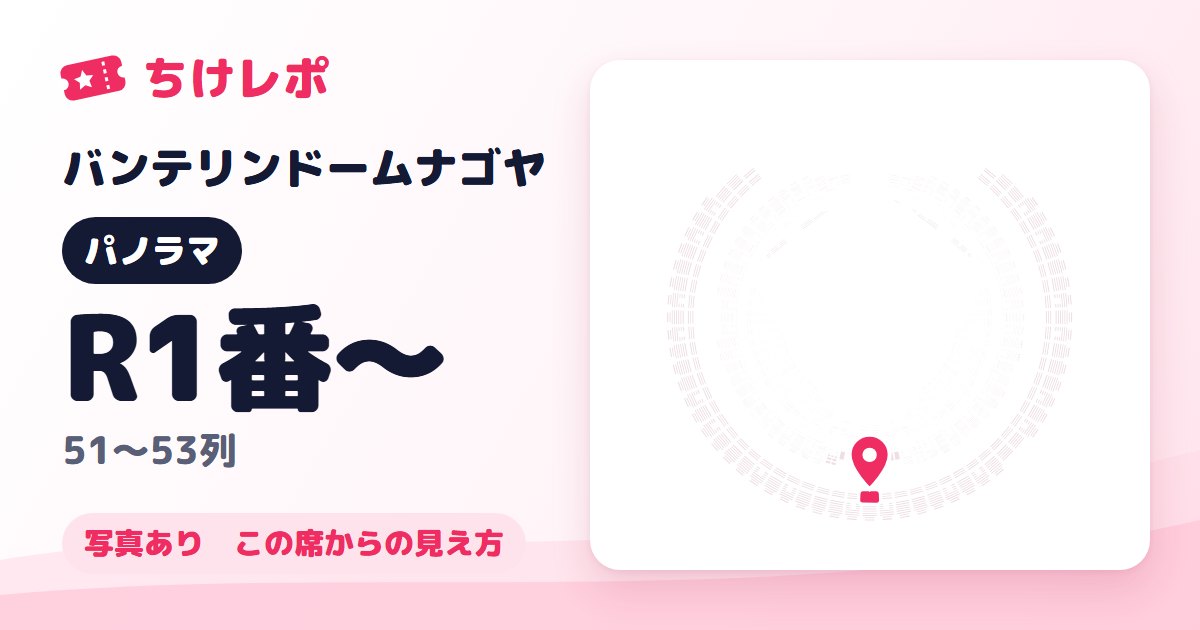 ちけレポ
バンテリンドームナゴヤ
パノラマ
R1番〜
51〜53列
写真あり　この席からの見え方